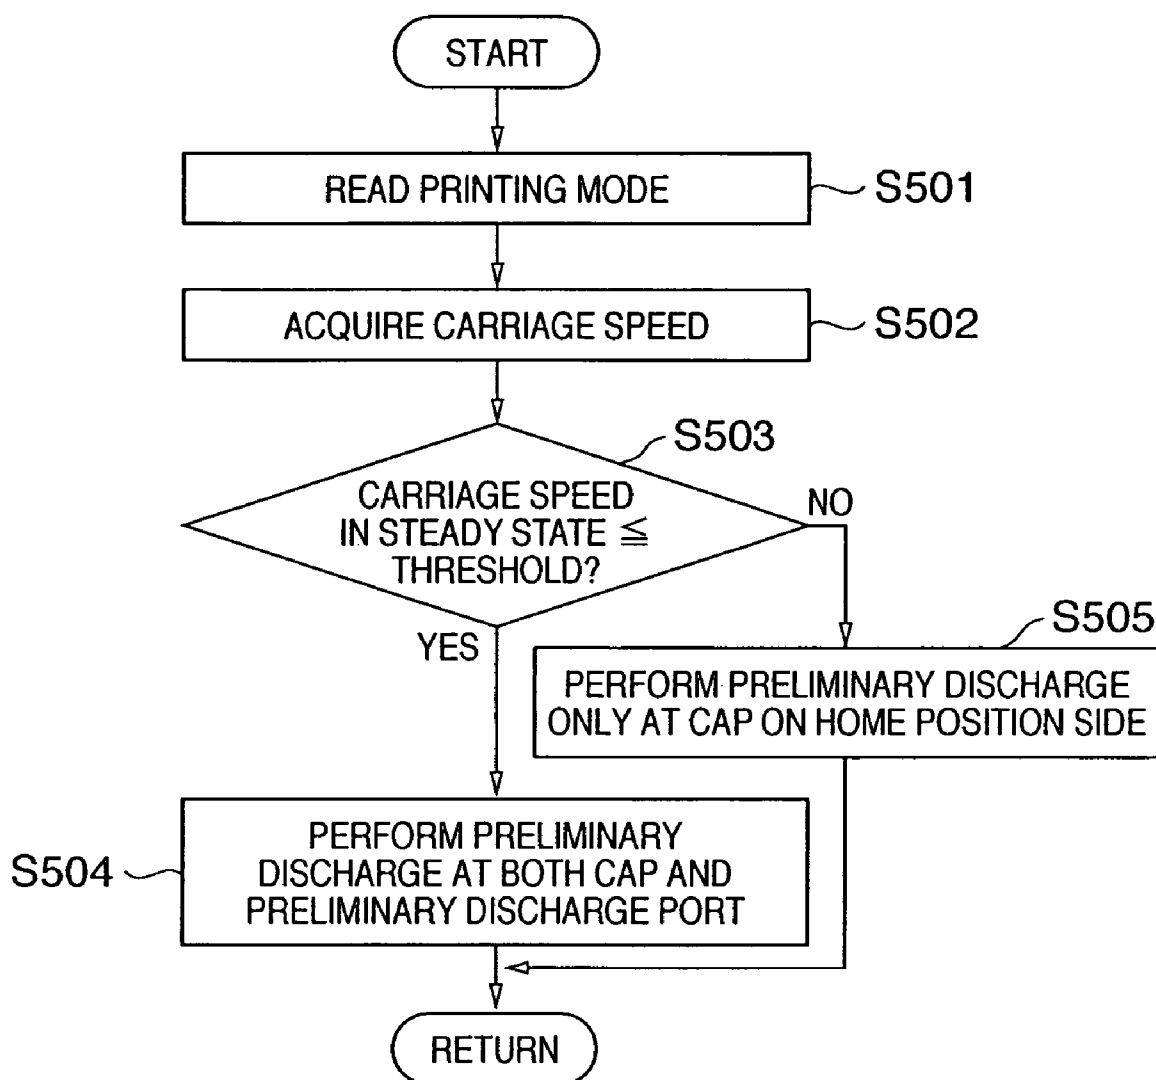 START
READ PRINTING MODE
S501
ACQUIRE CARRIAGE SPEED
S502
S503
CARRIAGE SPEED
IN STEADY STATE ≦
THRESHOLD?
NO
YES
S505
PERFORM PRELIMINARY DISCHARGE
ONLY AT CAP ON HOME POSITION SIDE
S504
PERFORM PRELIMINARY
DISCHARGE AT BOTH CAP AND
PRELIMINARY DISCHARGE PORT
RETURN